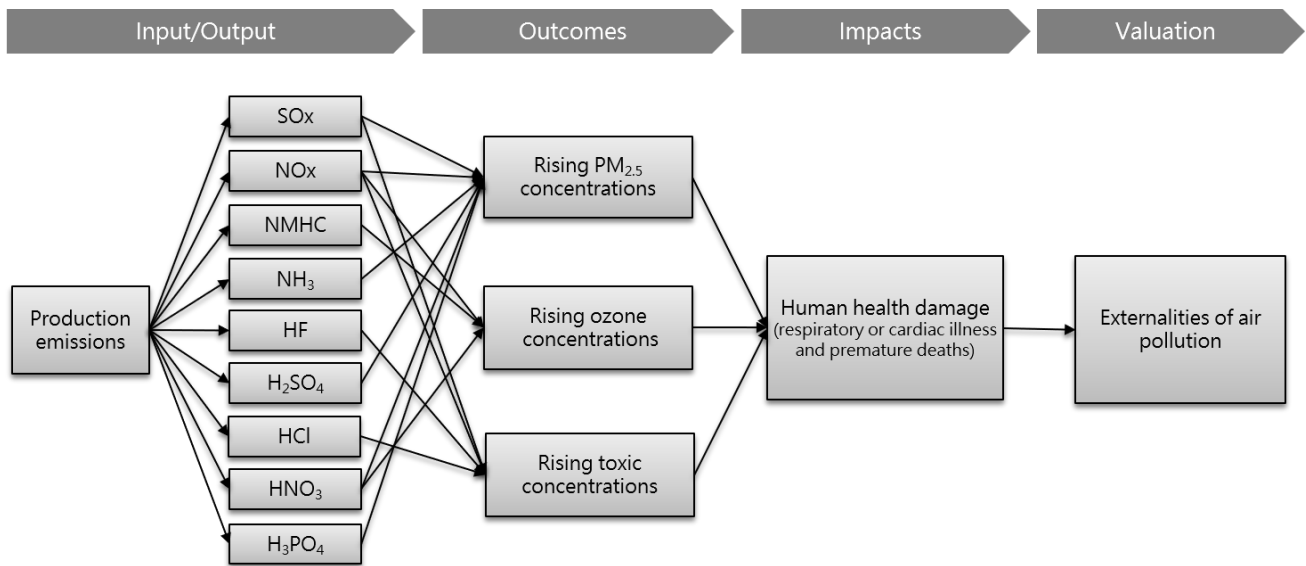 Input/Output
Outcomes
Impacts
Valuation
Production
emissions
SOx
NOx
NMHC
NH₃
HF
H₂SO₄
HCl
HNO₃
H₃PO₄
Rising PM₂.₅
concentrations
Rising ozone
concentrations
Rising toxic
concentrations
Human health damage
(respiratory or cardiac illness
and premature deaths)
Externalities of air
pollution